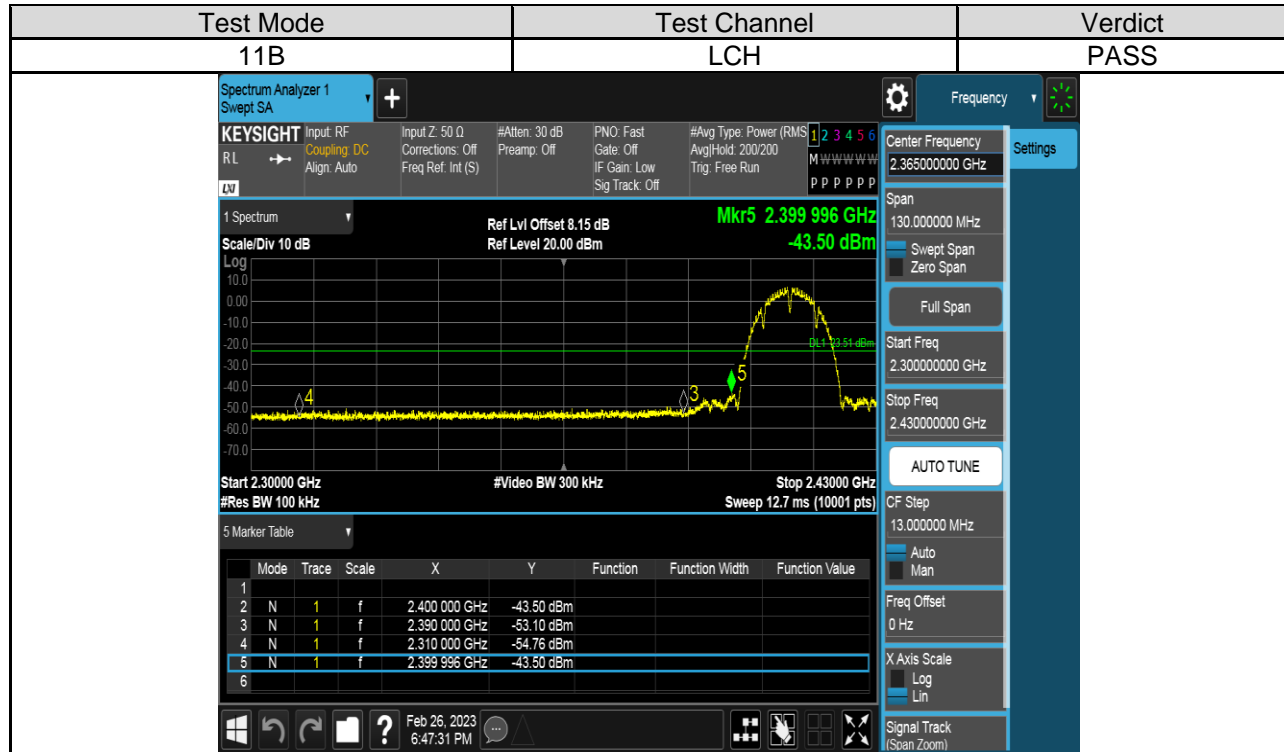 Test Mode Test Channel Verdict
11B LCH PASS
Spectrum Analyzer 1
Swept SA
Frequency
KEYSIGHT Input: RF Input Z: 50 Ω #Atten: 30 dB PNO: Fast #Avg Type: Power (RMS 1 2 3 4 5 6
RL Coupling: DC Corrections: Off Preamp: Off Gate: Off Avg|Hold: 200/200 M W W W W W
Align: Auto Freq Ref: Int (S) IF Gain: Low Trig: Free Run
LXI Sig Track: Off P P P P P P
1 Spectrum
Ref Lvl Offset 8.15 dB
Mkr5 2.399 996 GHz
Scale/Div 10 dB Ref Level 20.00 dBm -43.50 dBm
Log
10.0
0.00
-10.0
-20.0
DL1 -23.51 dBm
-30.0
-40.0
-50.0
-60.0
-70.0
4
3
5
Start 2.30000 GHz #Video BW 300 kHz Stop 2.43000 GHz
#Res BW 100 kHz Sweep 12.7 ms (10001 pts)
5 Marker Table
Mode Trace Scale X Y Function Function Width Function Value
1
2 N 1 f 2.400 000 GHz -43.50 dBm
3 N 1 f 2.390 000 GHz -53.10 dBm
4 N 1 f 2.310 000 GHz -54.76 dBm
5 N 1 f 2.399 996 GHz -43.50 dBm
6
Feb 26, 2023
6:47:31 PM
?
Center Frequency
2.365000000 GHz
Settings
Span
130.000000 MHz
Swept Span
Zero Span
Full Span
Start Freq
2.300000000 GHz
Stop Freq
2.430000000 GHz
AUTO TUNE
CF Step
13.000000 MHz
Auto
Man
Freq Offset
0 Hz
X Axis Scale
Log
Lin
Signal Track
(Span Zoom)